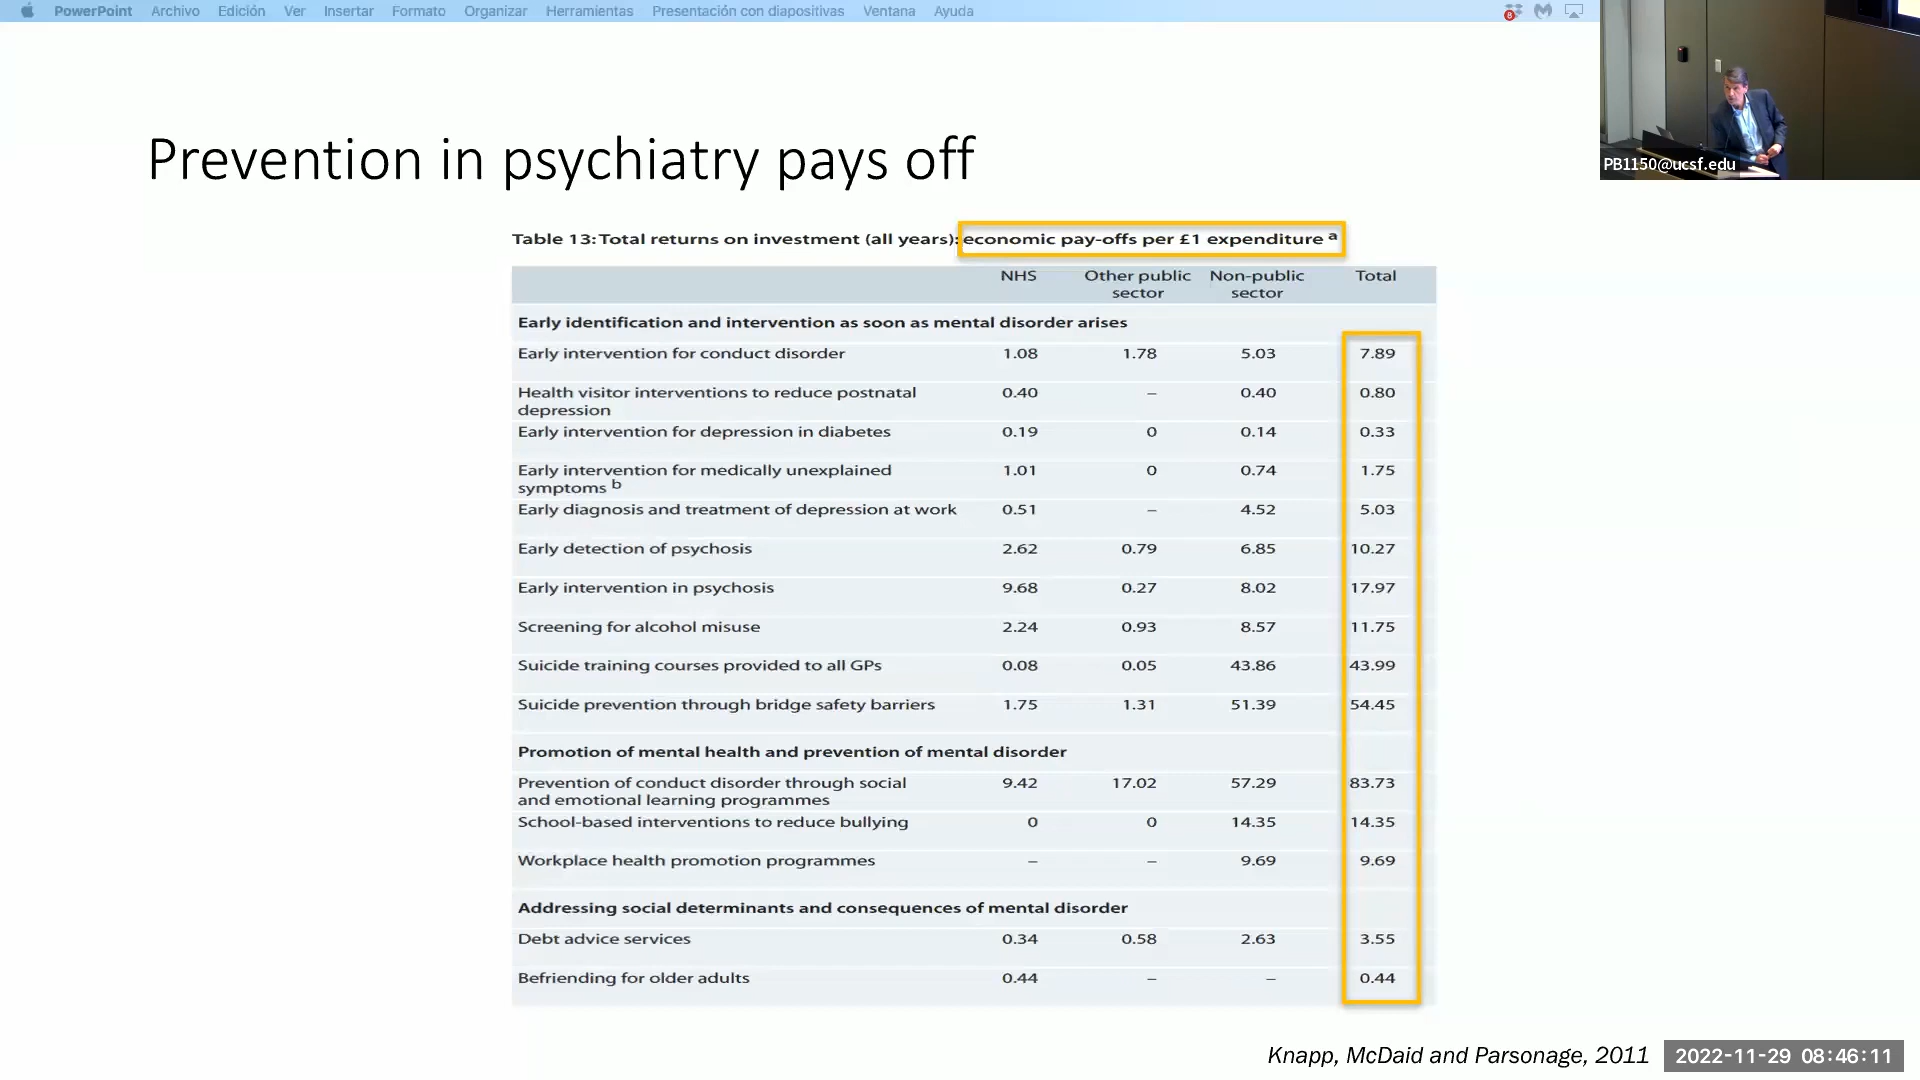 PowerPoint Archivo Edición Ver Insertar Formato Organizar Herramientas Presentación con diapositivas Ventana Ayuda
8
PB1150@ucsf.edu
Prevention in psychiatry pays off
Table 13: Total returns on investment (all years): economic pay-offs per £1 expenditure a
NHS Other public sector Non-public sector Total
Early identification and intervention as soon as mental disorder arises
Early intervention for conduct disorder 1.08 1.78 5.03 7.89
Health visitor interventions to reduce postnatal depression 0.40 – 0.40 0.80
Early intervention for depression in diabetes 0.19 0 0.14 0.33
Early intervention for medically unexplained symptoms b 1.01 0 0.74 1.75
Early diagnosis and treatment of depression at work 0.51 – 4.52 5.03
Early detection of psychosis 2.62 0.79 6.85 10.27
Early intervention in psychosis 9.68 0.27 8.02 17.97
Screening for alcohol misuse 2.24 0.93 8.57 11.75
Suicide training courses provided to all GPs 0.08 0.05 43.86 43.99
Suicide prevention through bridge safety barriers 1.75 1.31 51.39 54.45
Promotion of mental health and prevention of mental disorder
Prevention of conduct disorder through social and emotional learning programmes 9.42 17.02 57.29 83.73
School-based interventions to reduce bullying 0 0 14.35 14.35
Workplace health promotion programmes – – 9.69 9.69
Addressing social determinants and consequences of mental disorder
Debt advice services 0.34 0.58 2.63 3.55
Befriending for older adults 0.44 – – 0.44
Knapp, McDaid and Parsonage, 2011
2022-11-29 08:46:11